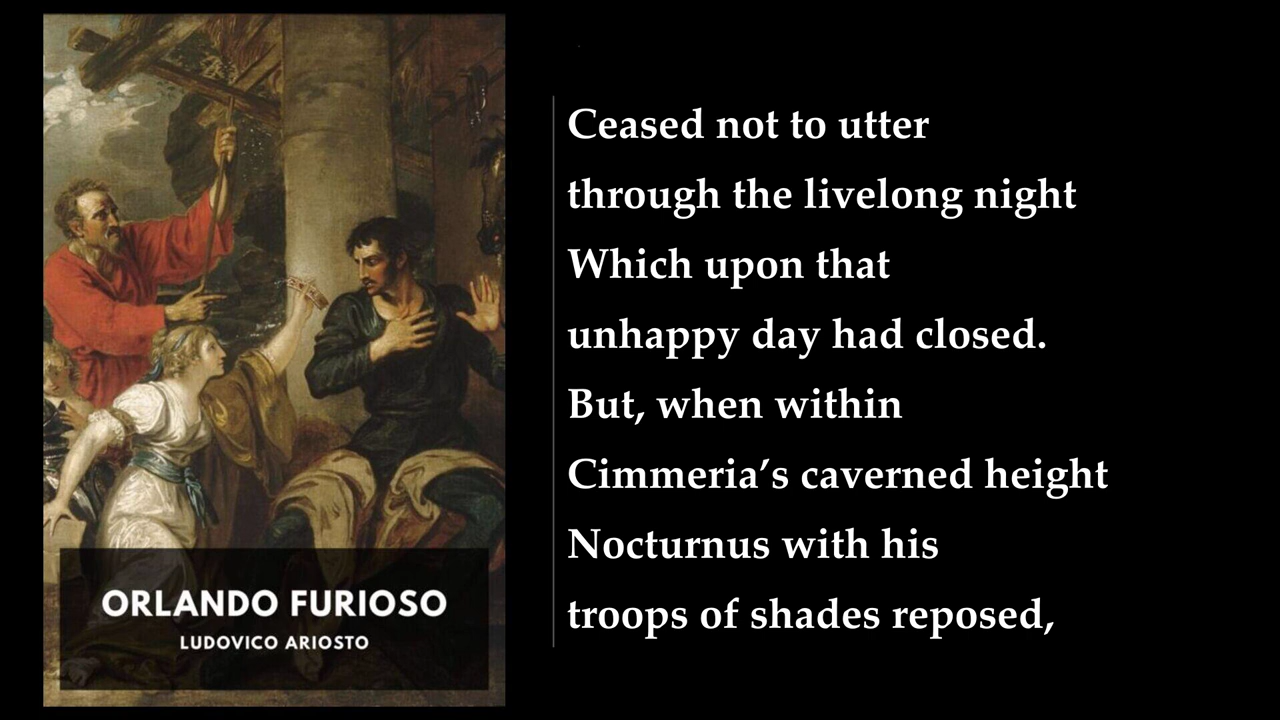 ORLANDO FURIOSO
LUDOVICO ARIOSTO
Ceased not to utter
through the livelong night
Which upon that
unhappy day had closed.
But, when within
Cimmeria’s caverned height
Nocturnus with his
troops of shades reposed,